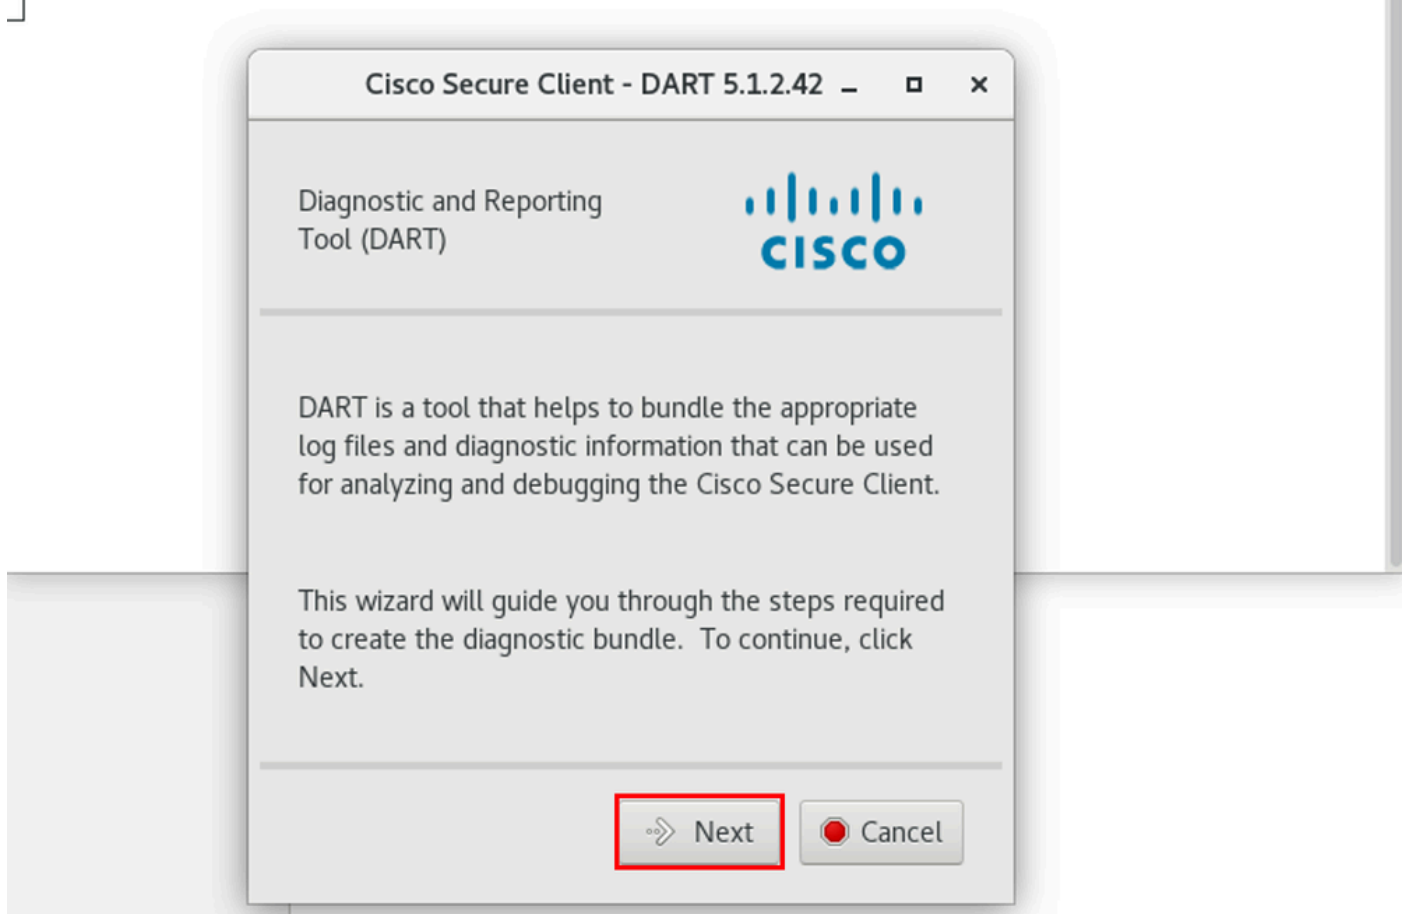 Cisco Secure Client - DART 5.1.2.42
Diagnostic and Reporting
Tool (DART)
CISCO
DART is a tool that helps to bundle the appropriate
log files and diagnostic information that can be used
for analyzing and debugging the Cisco Secure Client.
This wizard will guide you through the steps required
to create the diagnostic bundle.  To continue, click
Next.
Next
Cancel